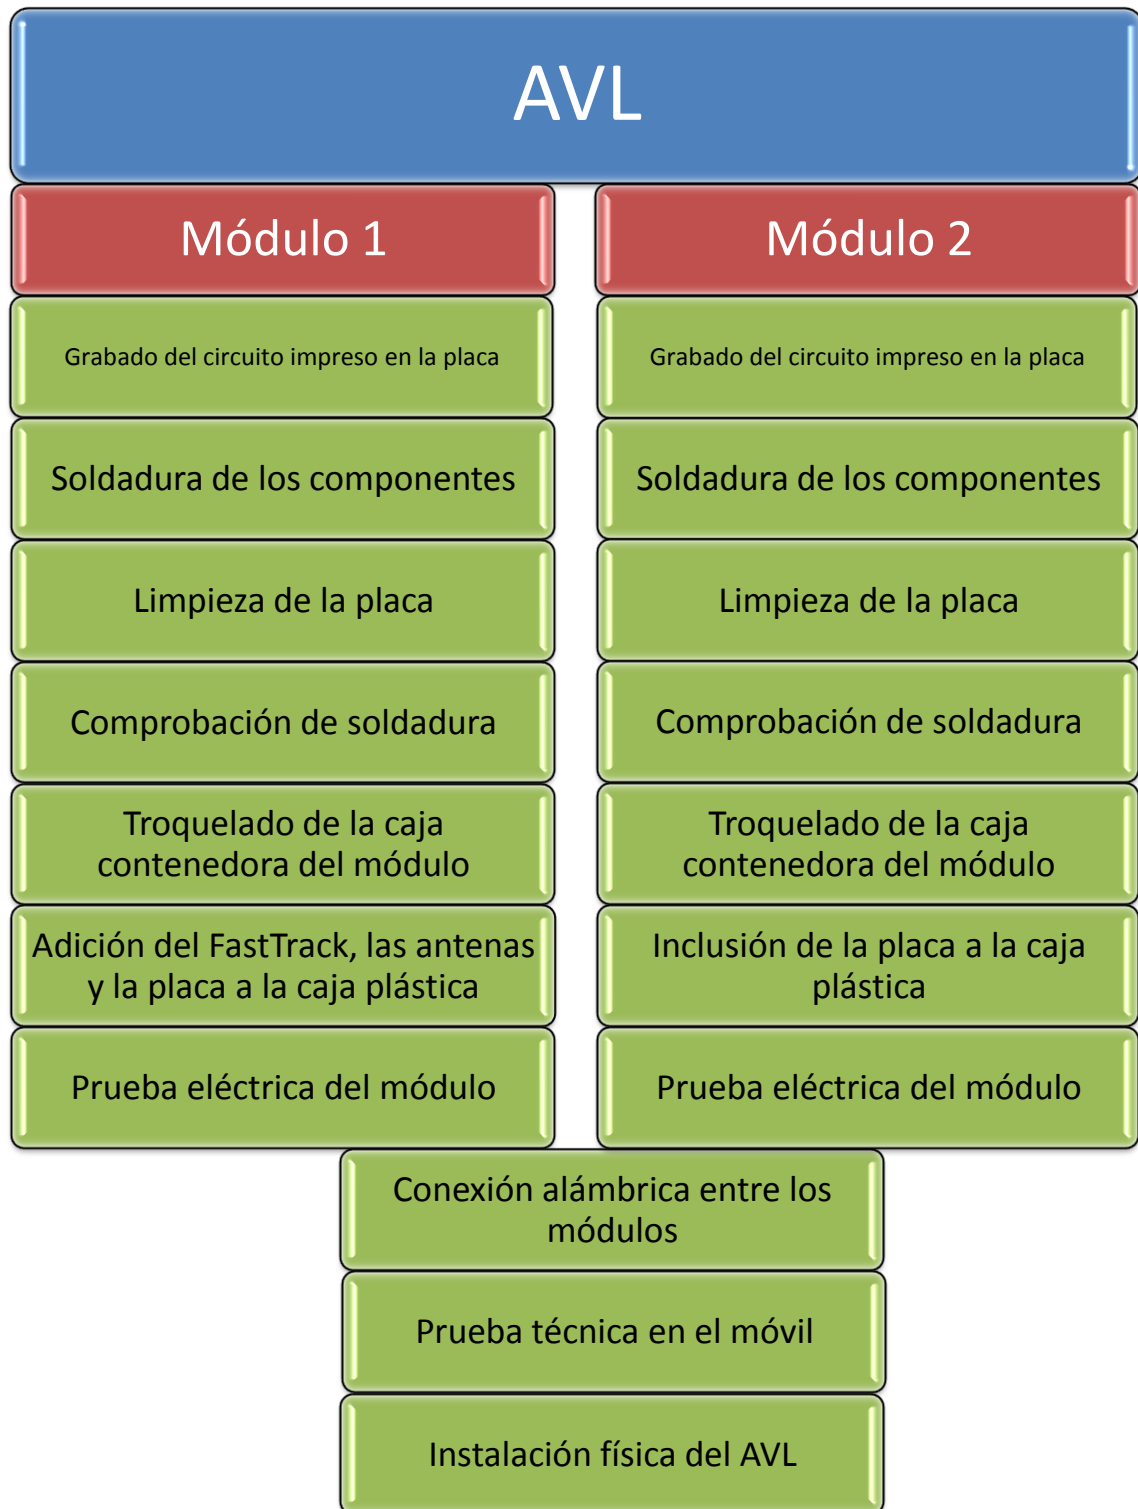 AVL
Módulo 1
Grabado del circuito impreso en la placa
Soldadura de los componentes
Limpieza de la placa
Comprobación de soldadura
Troquelado de la caja
contenedora del módulo
Adición del FastTrack, las antenas
y la placa a la caja plástica
Prueba eléctrica del módulo
Módulo 2
Grabado del circuito impreso en la placa
Soldadura de los componentes
Limpieza de la placa
Comprobación de soldadura
Troquelado de la caja
contenedora del módulo
Inclusión de la placa a la caja
plástica
Prueba eléctrica del módulo
Conexión alámbrica entre los
módulos
Prueba técnica en el móvil
Instalación física del AVL